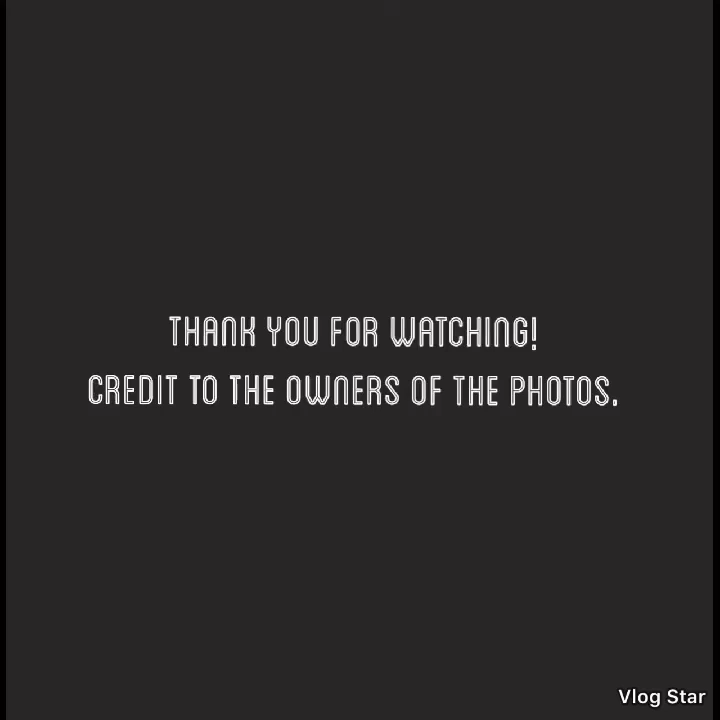 THANK YOU FOR WATCHING!
CREDIT TO THE OWNERS OF THE PHOTOS.
Vlog Star